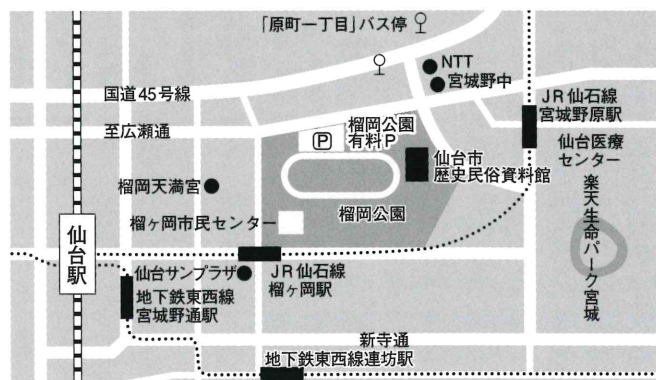 「原町一丁目」バス停
NTT
宮城野中
国道45号線
JR仙石線
宮城野原駅
至広瀬通
榴岡公園
有料P
P
仙台市
歴史民俗資料館
仙台医療
センター
榴岡天満宮
榴岡公園
楽天生命パーク宮城
榴ヶ岡市民センター
仙台駅
仙台サンプラザ
JR仙石線
榴ヶ岡駅
地下鉄東西線
宮城野通駅
新寺通
地下鉄東西線連坊駅